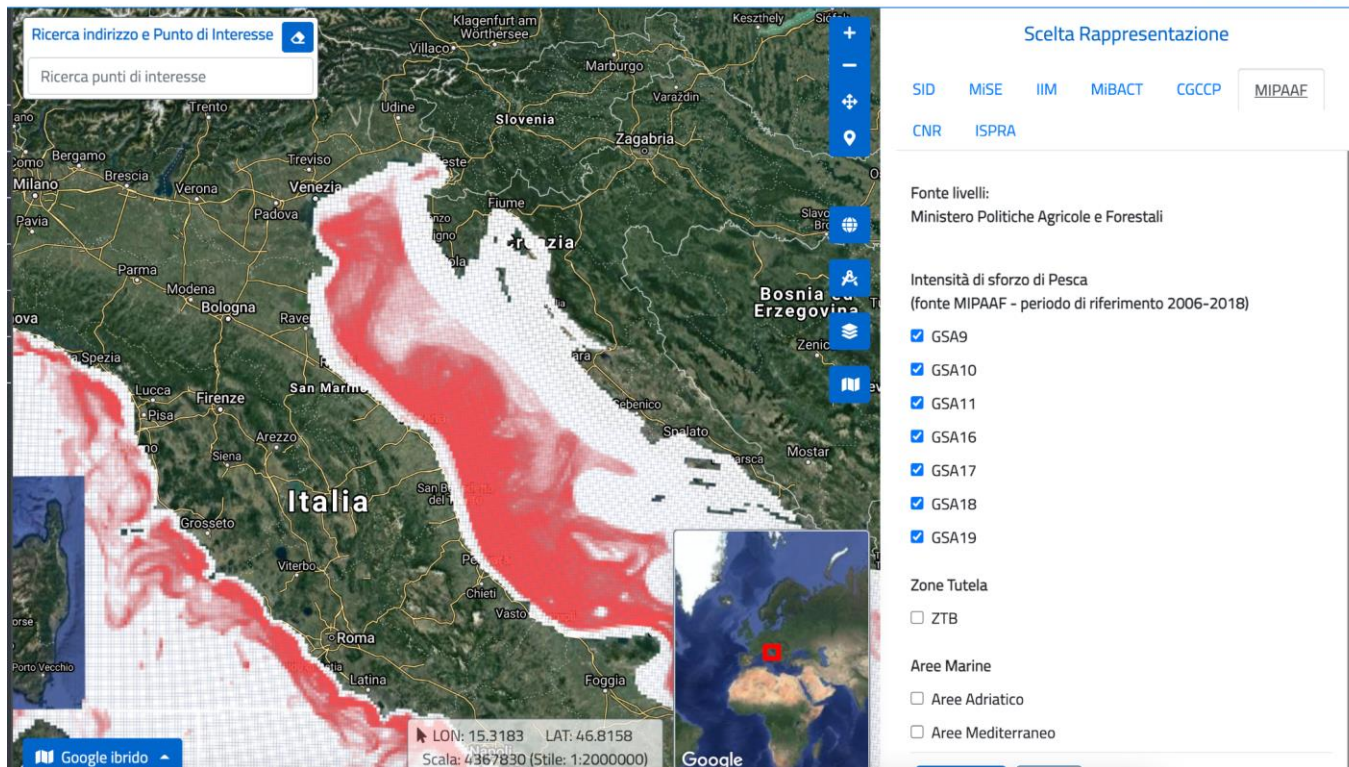 Ricerca indirizzo e Punto di Interesse
Ricerca punti di interesse
Klagenfurt am
Wörthersee
Villaco
Keszthely
Marburgo
Trento
Udine
Slovenia
Varaždin
Zagabria
Como
Bergamo
Brescia
Milano
Verona
Treviso
Venezia
Padova
Pavia
Fiume
Croazia
Parma
Modena
Bologna
Bosnia ed
Erzegovina
Spezia
Lucca
Pisa
Firenze
San Marino
Sebenico
Spalato
Mostar
Arezzo
Siena
Italia
Grosseto
Viterbo
Chieti
Vasto
Roma
Latina
Foggia
Napoli
Porto Vecchio
LON: 15.3183 LAT: 46.8158
Scala: 4367830 (Stile: 1:2000000)
Google ibrido
Google
Scelta Rappresentazione
SID MiSE IIM MiBACT CGCCP MIPAAF
CNR ISPRA
Fonte livelli:
Ministero Politiche Agricole e Forestali
Intensità di sforzo di Pesca
(fonte MIPAAF - periodo di riferimento 2006-2018)
GSA9
GSA10
GSA11
GSA16
GSA17
GSA18
GSA19
Zone Tutela
ZTB
Aree Marine
Aree Adriatico
Aree Mediterraneo